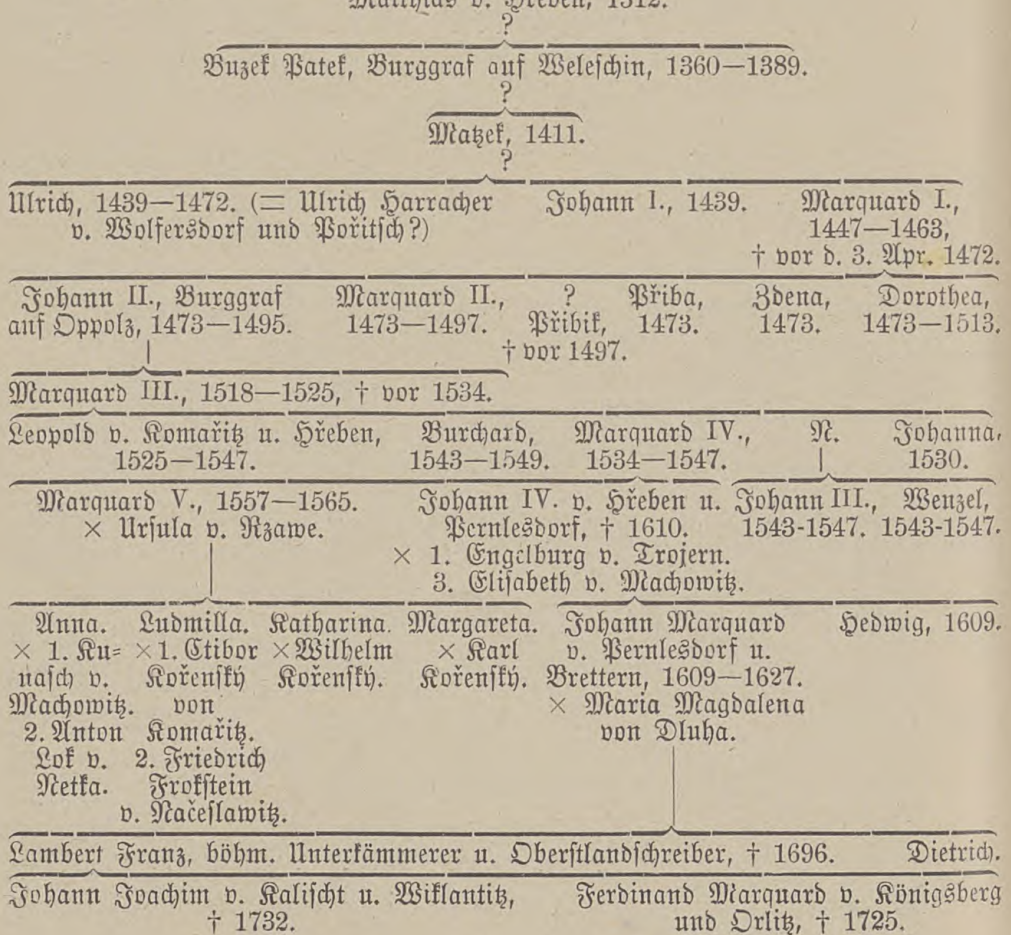 Matthias v. Hřeben, 1312.
?
Buzek Patek, Burggraf auf Weleschin, 1360—1389.
?
Matzek, 1411.
?
Ulrich, 1439—1472. (= Ulrich Harracher Johann I., 1439. Marquard I.,
v. Wolfersdorf und Pořitsch?) 1447—1463,
† vor d. 3. Apr. 1472.
Johann II., Burggraf Marquard II., ? Přiba, Zdena, Dorothea,
auf Oppolz, 1473—1495. 1473—1497. Přibik, 1473. 1473. 1473—1513.
† vor 1497.
Marquard III., 1518—1525, † vor 1534.
Leopold v. Komařitz u. Hřeben, Burchard, Marquard IV., N. Johanna,
1525—1547. 1543—1549. 1534—1547. 1530.
Marquard V., 1557—1565. Johann IV. v. Hřeben u. Johann III., Wenzel,
× Ursula v. Rzawe. Pernlesdorf, † 1610. 1543-1547. 1543-1547.
× 1. Engelburg v. Trojern.
3. Elisabeth v. Machowitz.
Anna. Ludmilla. Katharina. Margareta. Johann Marquard Hedwig, 1609.
× 1. Ku= × 1. Ctibor × Wilhelm × Karl v. Pernlesdorf u.
nasch v. Kořenský Kořenský. Kořenský. Brettern, 1609—1627.
Machowitz. von × Maria Magdalena
2. Anton Komařitz. von Dluha.
Lok v. 2. Friedrich
Netka. Frokstein
v. Načeslawitz.
Lambert Franz, böhm. Unterkämmerer u. Oberstlandschreiber, † 1696. Dietrich.
Johann Joachim v. Kalischt u. Wiklantitz, Ferdinand Marquard v. Königsberg
† 1732. und Orlitz, † 1725.